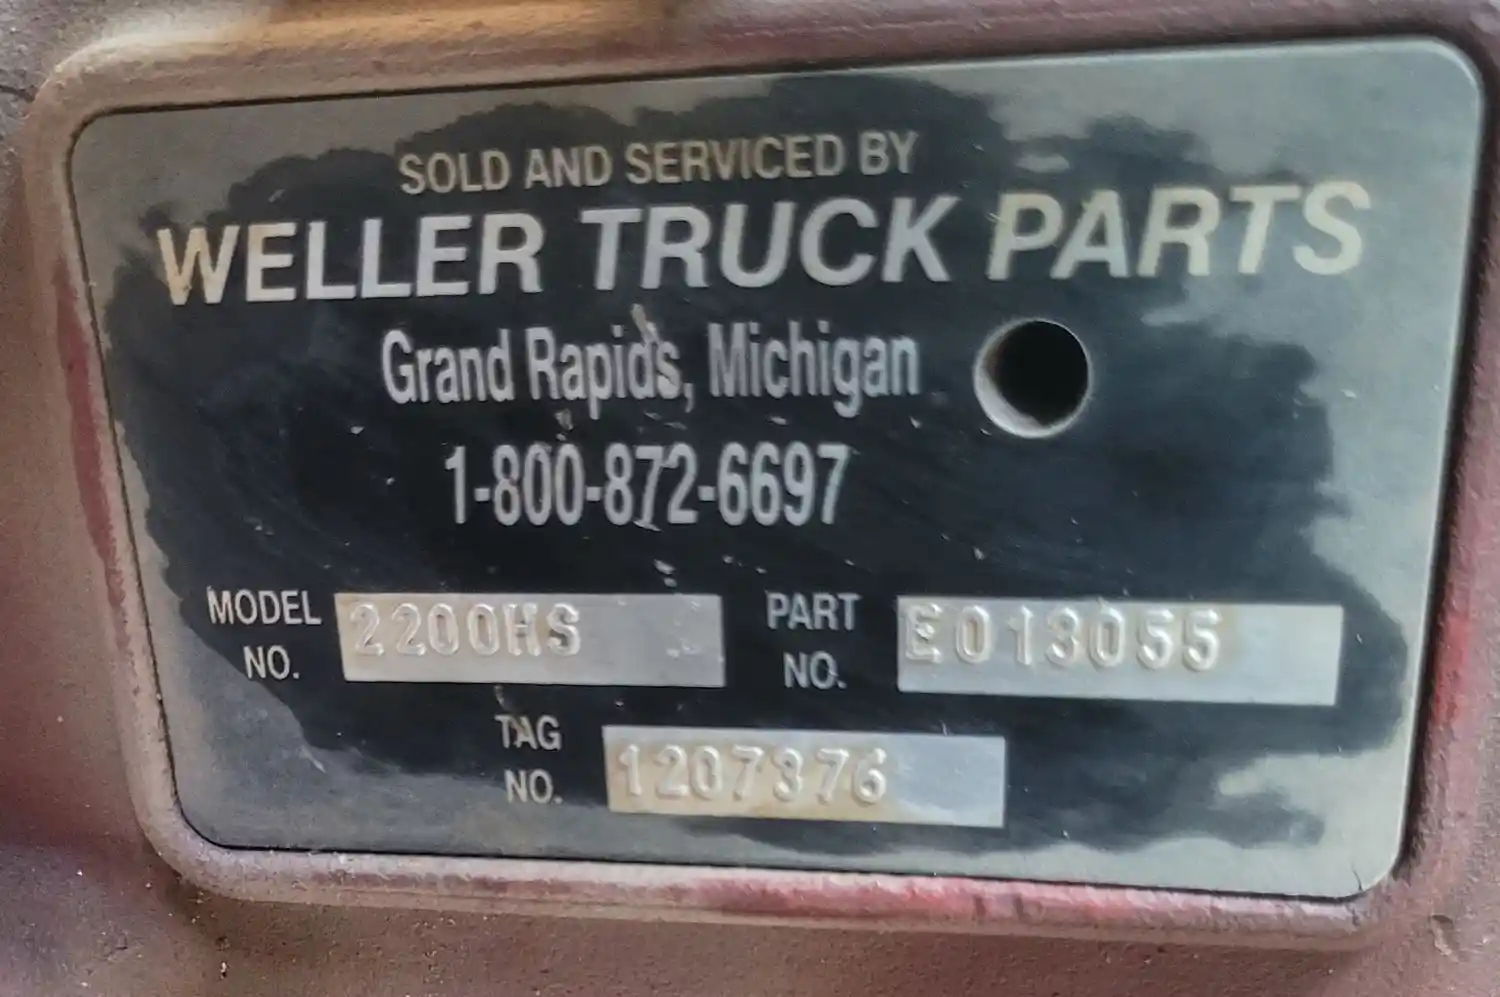 SOLD AND SERVICED BY
WELLER TRUCK PARTS
Grand Rapids, Michigan
1-800-872-6697
MODEL NO. 2200HS
PART NO. E013055
TAG NO. 1207376